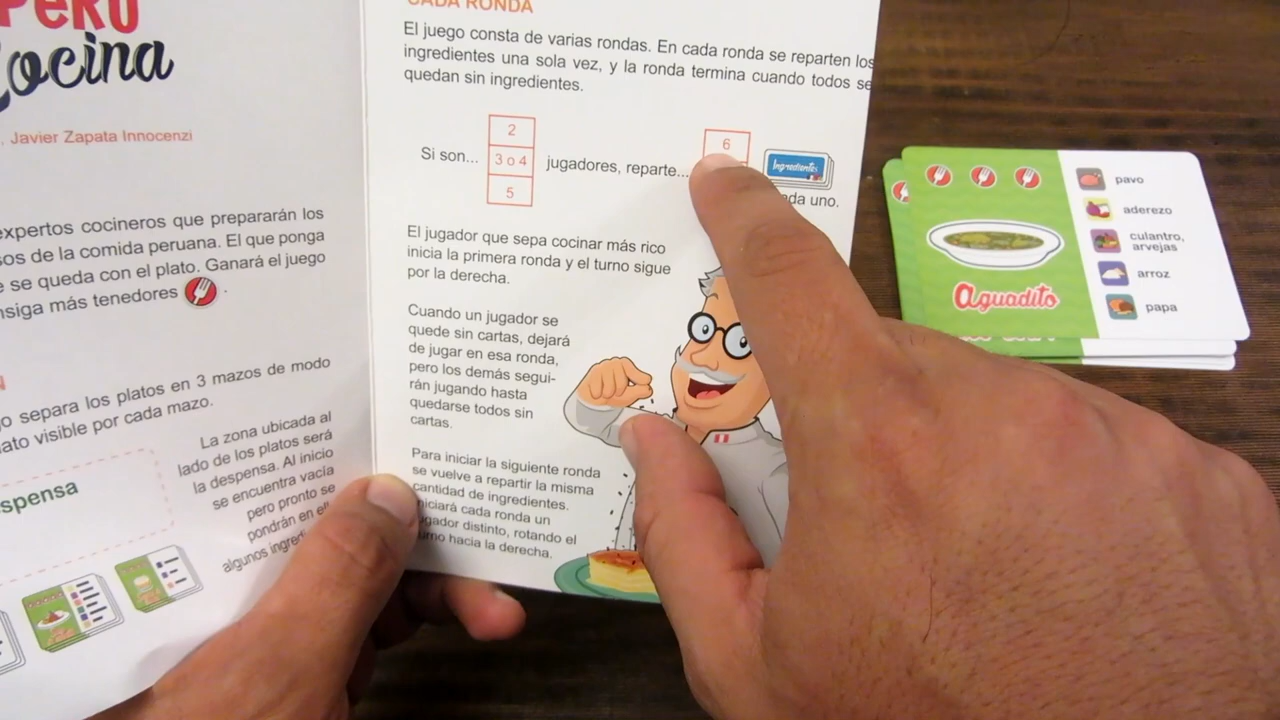 PERÚ
Cocina
, Javier Zapata Innocenzi
expertos cocineros que prepararán los
sos de la comida peruana. El que ponga
e se queda con el plato. Ganará el juego
nsiga más tenedores .
N
go separa los platos en 3 mazos de modo
ato visible por cada mazo.
La zona ubicada al
lado de los platos será
la despensa. Al inicio
se encuentra vacía
pero pronto se
pondrán en ell
algunos ingredi
spensa
CADA RONDA
El juego consta de varias rondas. En cada ronda se reparten los
ingredientes una sola vez, y la ronda termina cuando todos se
quedan sin ingredientes.
2
Si son... 3 o 4 jugadores, reparte...
5
6
Ingredientes
ada uno.
El jugador que sepa cocinar más rico
inicia la primera ronda y el turno sigue
por la derecha.
Cuando un jugador se
quede sin cartas, dejará
de jugar en esa ronda,
pero los demás segui-
rán jugando hasta
quedarse todos sin
cartas.
Para iniciar la siguiente ronda
se vuelve a repartir la misma
cantidad de ingredientes.
Iniciará cada ronda un
jugador distinto, rotando el
turno hacia la derecha.
Aguadito
pavo
aderezo
culantro,
arvejas
arroz
papa